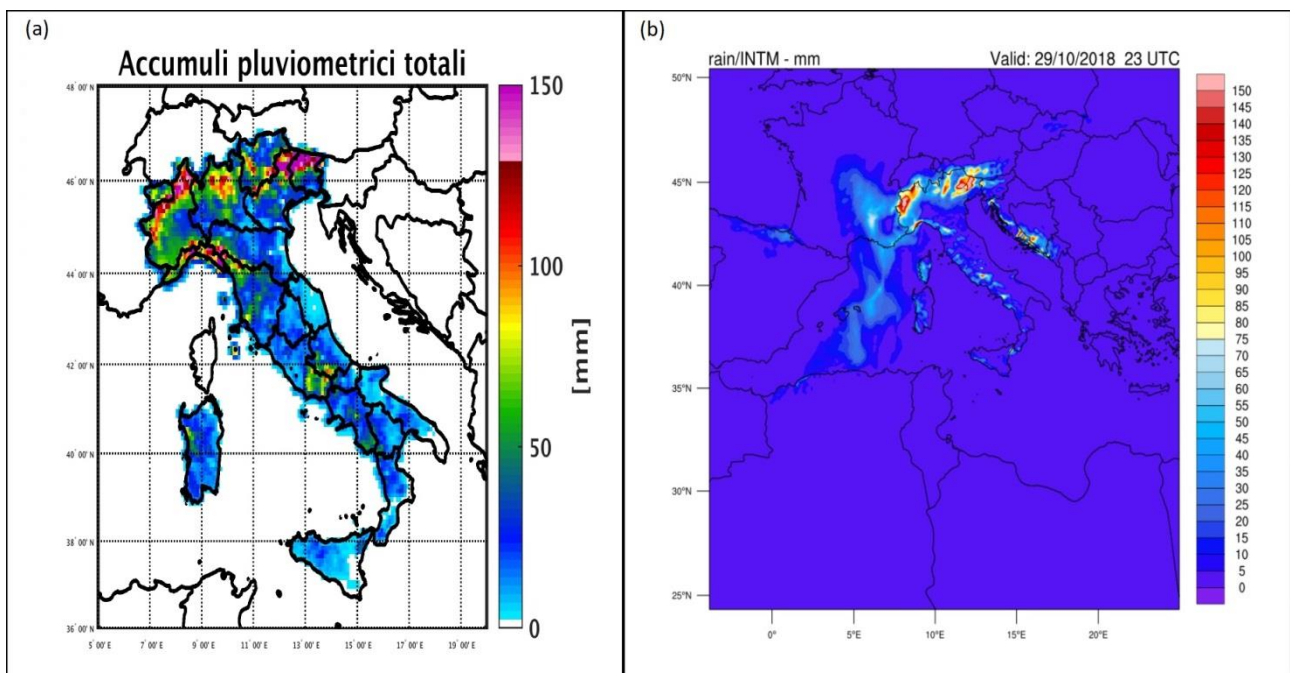 (a)
Accumuli pluviometrici totali
48° 00' N
46° 00' N
44° 00' N
42° 00' N
40° 00' N
38° 00' N
36° 00' N
5° 00' E
7° 00' E
9° 00' E
11° 00' E
13° 00' E
15° 00' E
17° 00' E
19° 00' E
150
100
50
0
[mm]
(b)
rain/INTM - mm Valid: 29/10/2018 23 UTC
50°N
45°N
40°N
35°N
30°N
25°N
0°
5°E
10°E
15°E
20°E
150
145
140
135
130
125
120
115
110
105
100
95
90
85
80
75
70
65
60
55
50
45
40
35
30
25
20
15
10
5
0